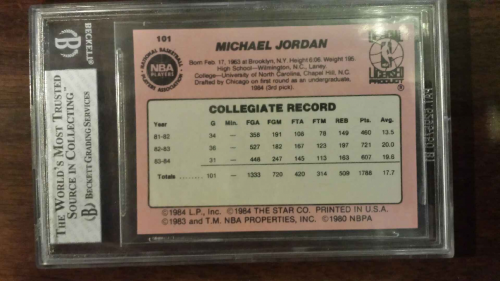 BECKETT
THE WORLD'S MOST TRUSTED
SOURCE IN COLLECTING™
BECKETT GRADING SERVICES
101
MICHAEL JORDAN
NATIONAL BASKETBALL
NBA
PLAYERS
Born Feb. 17, 1963 at Brooklyn, N.Y. Height 6:06. Weight 195.
High School—Wilmington, N.C., Laney
College—University of North Carolina, Chapel Hill, N.C.
Drafted by Chicago on first round as an undergraduate,
1984 (3rd pick).
PRODUCT
COLLEGIATE RECORD
Year G Min. FGA FGM FTA FTM REB Pts. Avg.
81-82 34 — 358 191 108 78 149 460 13.5
82-83 36 — 527 182 167 123 197 721 20.0
83-84 31 — 448 247 145 113 163 607 19.6
Totals 101 — 1333 720 420 314 509 1788 17.7
©1984 L.P., Inc. ©1984 THE STAR CO. PRINTED IN U.S.A.
©1983 and T.M. NBA PROPERTIES, INC. ©1980 NBPA